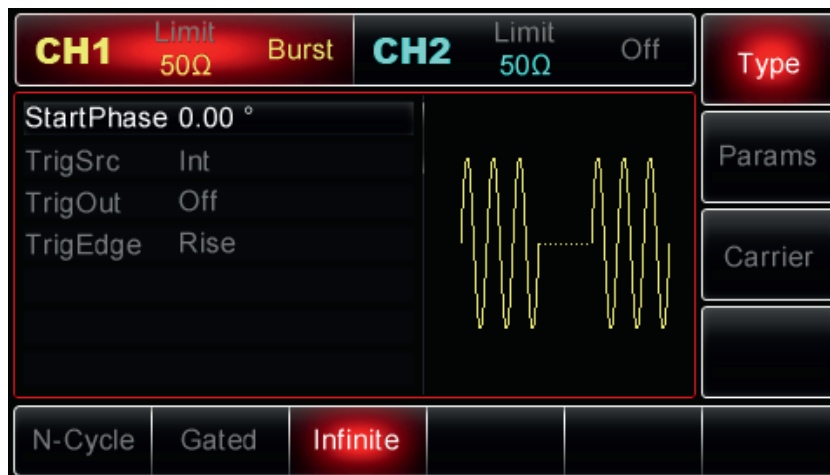 CH1 Limit 50Ω Burst CH2 Limit 50Ω Off
Type
StartPhase 0.00 °
TrigSrc Int
TrigOut Off
TrigEdge Rise
Params
Carrier
N-Cycle Gated Infinite